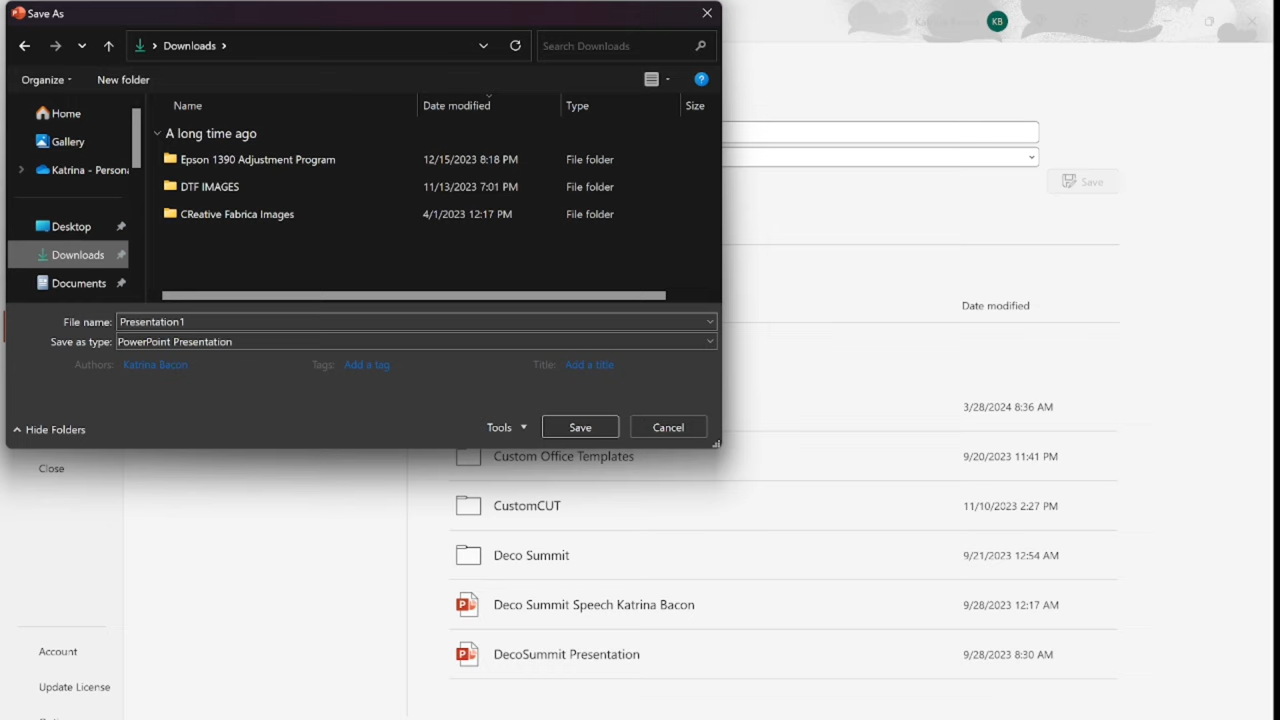 Save As
KB
Downloads
Search Downloads
Organize
New folder
?
Name
Date modified
Type
Size
Home
Gallery
Katrina - Persona
Desktop
Downloads
Documents
A long time ago
Epson 1390 Adjustment Program
12/15/2023 8:18 PM
File folder
DTF IMAGES
11/13/2023 7:01 PM
File folder
CReative Fabrica Images
4/1/2023 12:17 PM
File folder
File name:
Presentation1
Save as type:
PowerPoint Presentation
Authors:
Katrina Bacon
Tags:
Add a tag
Title:
Add a title
Hide Folders
Tools
Save
Cancel
Save
Date modified
3/28/2024 8:36 AM
Close
Custom Office Templates
9/20/2023 11:41 PM
CustomCUT
11/10/2023 2:27 PM
Deco Summit
9/21/2023 12:54 AM
Deco Summit Speech Katrina Bacon
9/28/2023 12:17 AM
DecoSummit Presentation
9/28/2023 8:30 AM
Account
Update License